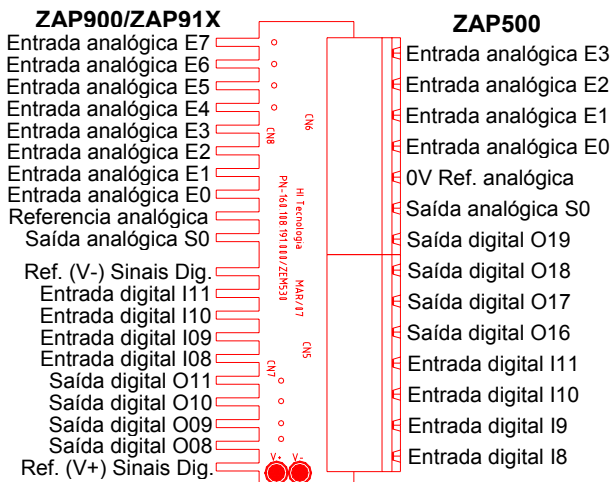 ZAP900/ZAP91X
Entrada analógica E7
Entrada analógica E6
Entrada analógica E5
Entrada analógica E4
Entrada analógica E3
Entrada analógica E2
Entrada analógica E1
Entrada analógica E0
Referencia analógica
Saída analógica S0
Ref. (V-) Sinais Dig.
Entrada digital I11
Entrada digital I10
Entrada digital I09
Entrada digital I08
Saída digital O11
Saída digital O10
Saída digital O09
Saída digital O08
Ref. (V+) Sinais Dig.
CN8
CN6
HI Tecnologia MAR/07
PN-160.108.191000/ZEM530
CN5
CN7
V+ V-
ZAP500
Entrada analógica E3
Entrada analógica E2
Entrada analógica E1
Entrada analógica E0
0V Ref. analógica
Saída analógica S0
Saída digital O19
Saída digital O18
Saída digital O17
Saída digital O16
Entrada digital I11
Entrada digital I10
Entrada digital I9
Entrada digital I8